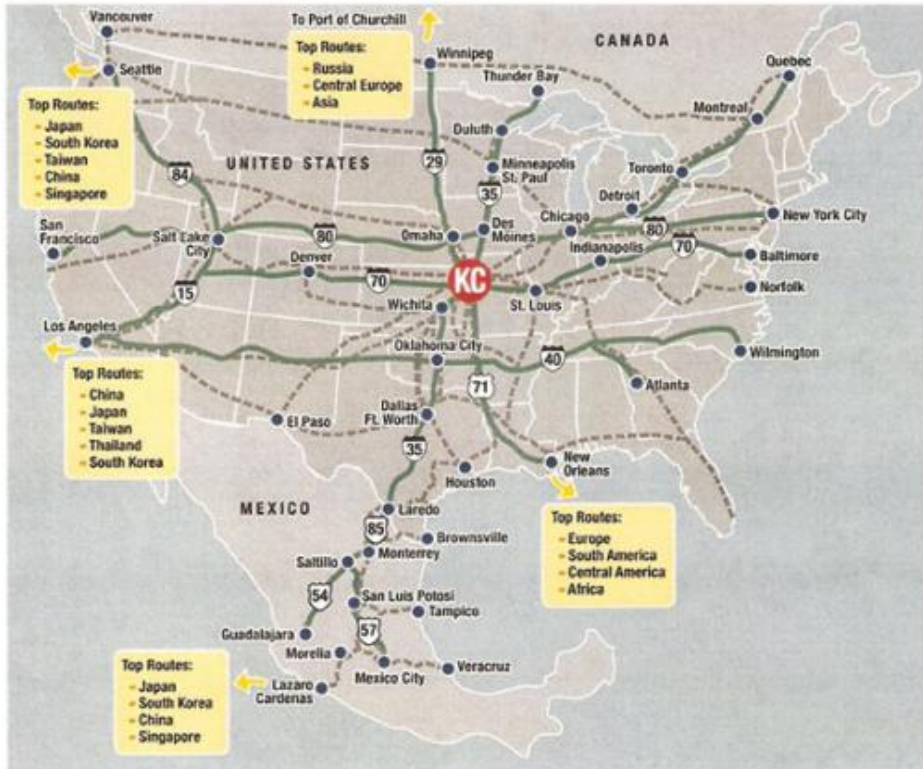 Vancouver
To Port of Churchill
CANADA
Seattle
Top Routes:
- Russia
- Central Europe
- Asia
Winnipeg
Thunder Bay
Quebec
Montreal
Top Routes:
- Japan
- South Korea
- Taiwan
- China
- Singapore
Duluth
UNITED STATES
84
29
Minneapolis
St. Paul
35
Toronto
Detroit
San
Francisco
Salt Lake
City
80
Omaha
Des
Moines
Chicago
80
New York City
Indianapolis
70
Baltimore
Denver
70
KC
15
Wichita
St. Louis
Norfolk
Los Angeles
Oklahoma City
40
Wilmington
Top Routes:
- China
- Japan
- Taiwan
- Thailand
- South Korea
71
Atlanta
El Paso
Dallas
Ft. Worth
35
Houston
New
Orleans
MEXICO
Laredo
85
Brownsville
Top Routes:
- Europe
- South America
- Central America
- Africa
Saltillo
Monterrey
54
San Luis Potosi
Tampico
57
Guadalajara
Morelia
Mexico City
Veracruz
Lazaro
Cardenas
Top Routes:
- Japan
- South Korea
- China
- Singapore